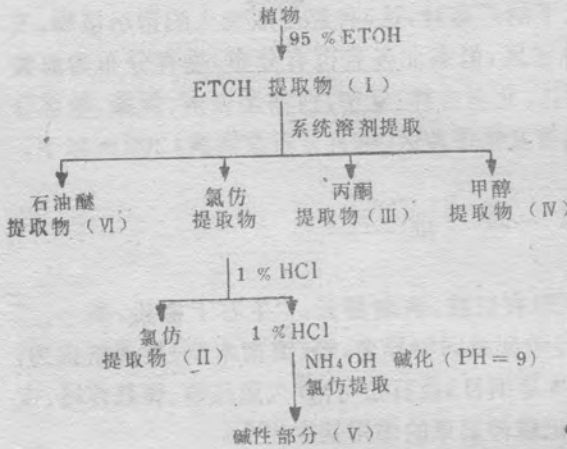 植物
95 % ETOH
ETCH 提取物 (I)
系统溶剂提取
石油醚 氯仿 丙酮 甲醇
提取物 (VI) 提取物 提取物 (III) 提取物 (IV)
1 % HCl
氯仿 1 % HCl
提取物 (II) NH₄OH 碱化 (PH = 9)
氯仿提取
碱性部分 (V)